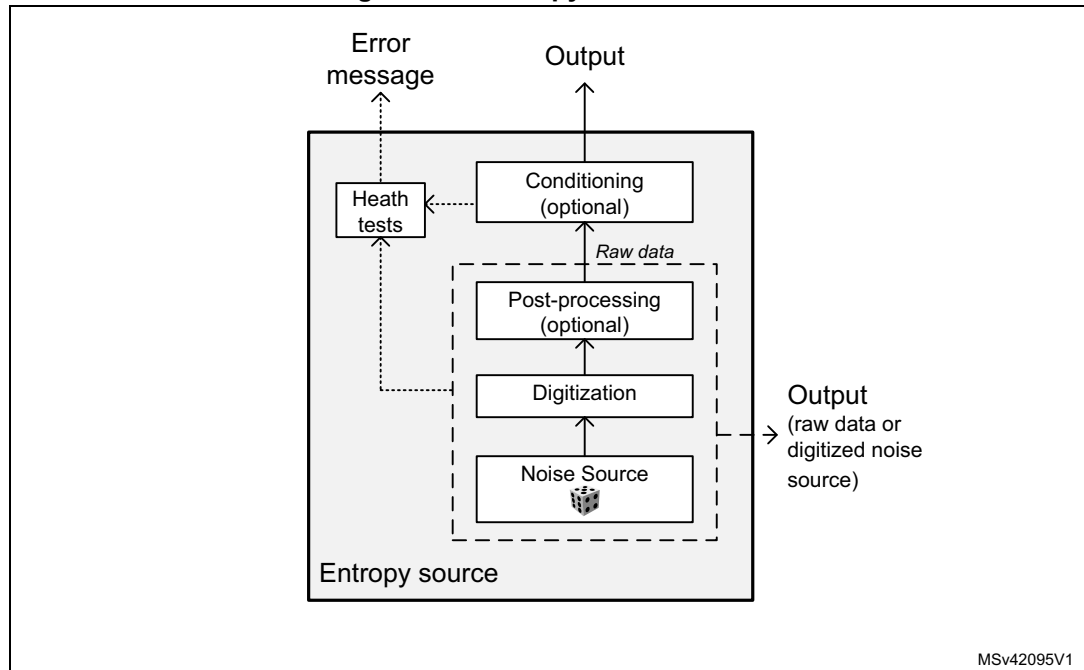 Error
message
Output
Conditioning
(optional)
Heath
tests
Raw data
Post-processing
(optional)
Digitization
Output
(raw data or
digitized noise
source)
Noise Source
Entropy source
MSv42095V1